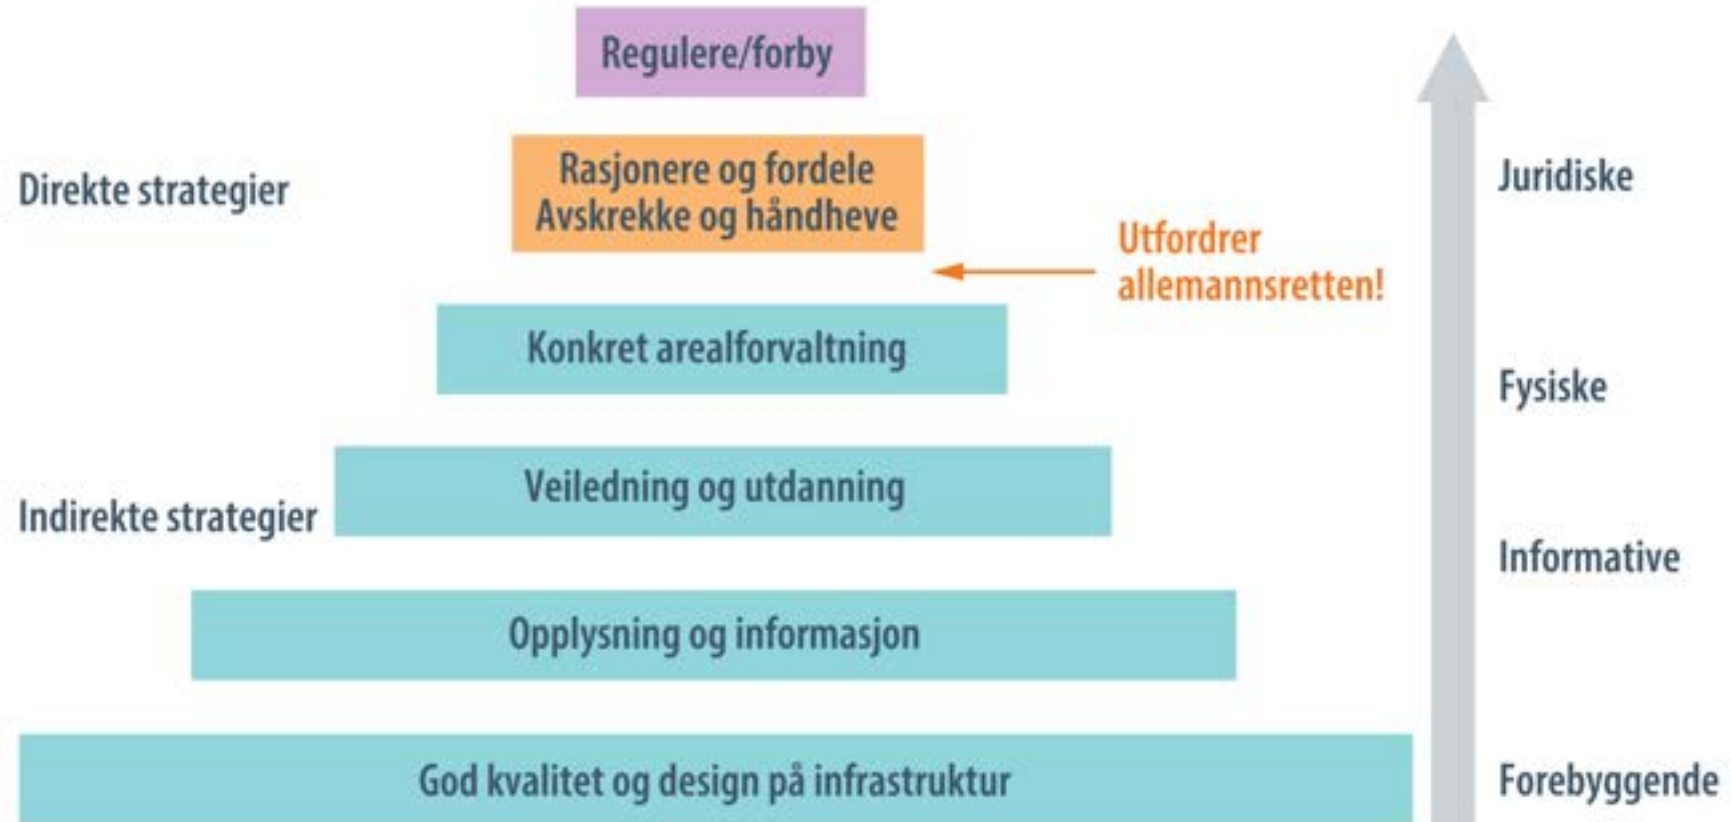 Regulere/forby
Direkte strategier
Rasjonere og fordele
Avskrekke og håndheve
Juridiske
Utfordrer
allemannsretten!
Konkret arealforvaltning
Fysiske
Veiledning og utdanning
Indirekte strategier
Informative
Opplysning og informasjon
God kvalitet og design på infrastruktur
Forebyggende